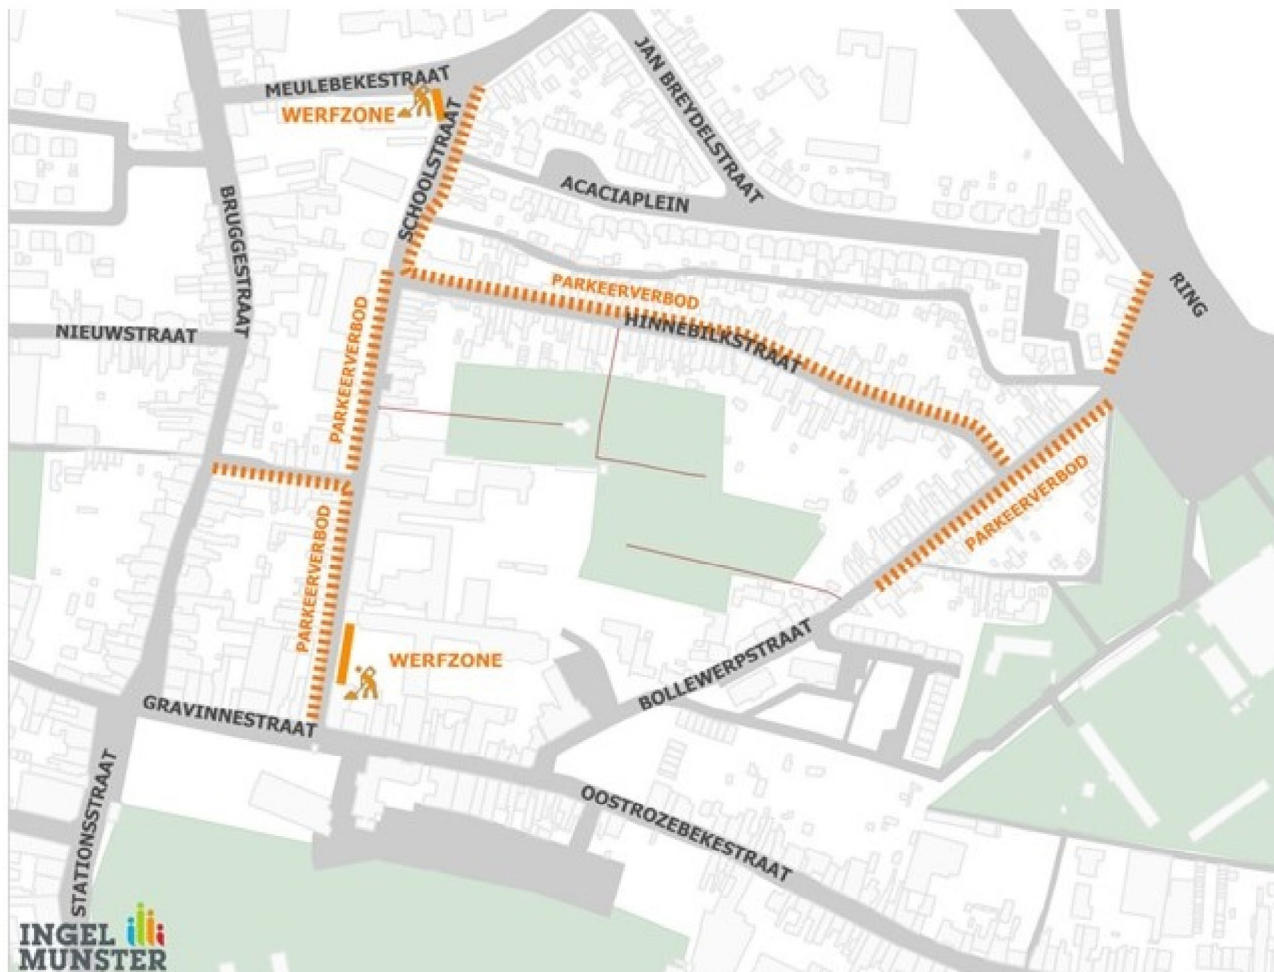 MEULEBEKESTRAAT
JAN BREYDELSTRAAT
WERFZONE
SCHOOLSTRAAT
ACACIAPLEIN
BRUGGESTRAAT
PARKEERVERBOD
RING
HINNEBILKSTRAAT
NIEUWSTRAAT
PARKEERVERBOD
PARKEERVERBOD
PARKEERVERBOD
WERFZONE
BOLLEWERPSTRAAT
GRAVINNESTRAAT
STATIONSSTRAAT
OOSTROZEBEKESTRAAT
INGEL
MUNSTER